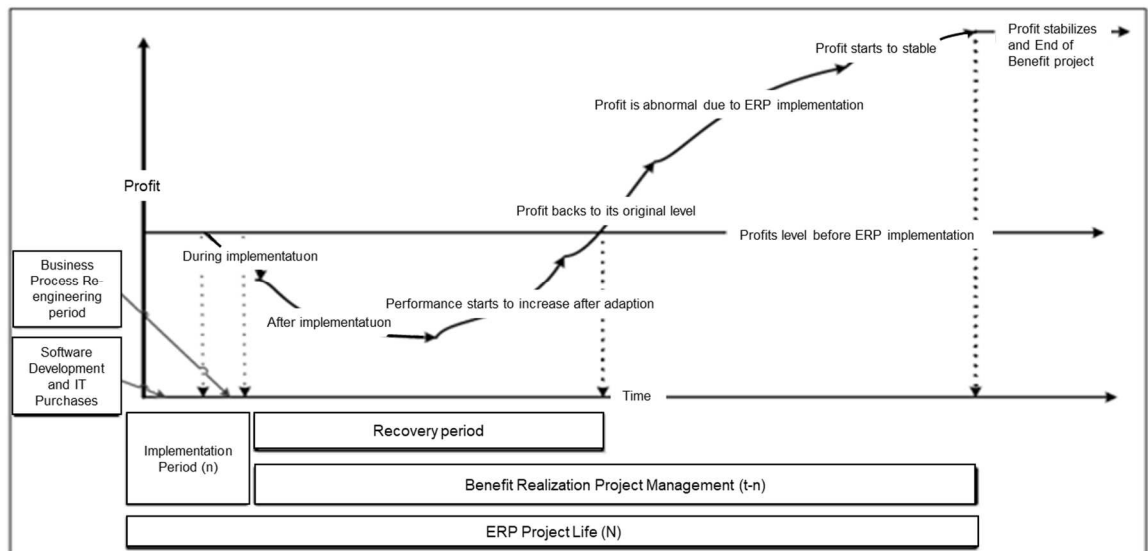 Profit stabilizes
and End of
Benefit project
Profit starts to stable
Profit is abnormal due to ERP implementation
Profit
Profit backs to its original level
Profits level before ERP implementation
During implementatuon
Business
Process Re-
engineering
period
Performance starts to increase after adaption
After implementatuon
Software
Development
and IT
Purchases
Time
Implementation
Period (n)
Recovery period
Benefit Realization Project Management (t-n)
ERP Project Life (N)